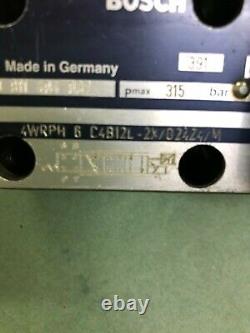 BOSCH
Made in Germany
391
pmax 315 bar
4WRPH 6 C4B12L -2X/G24Z4/M